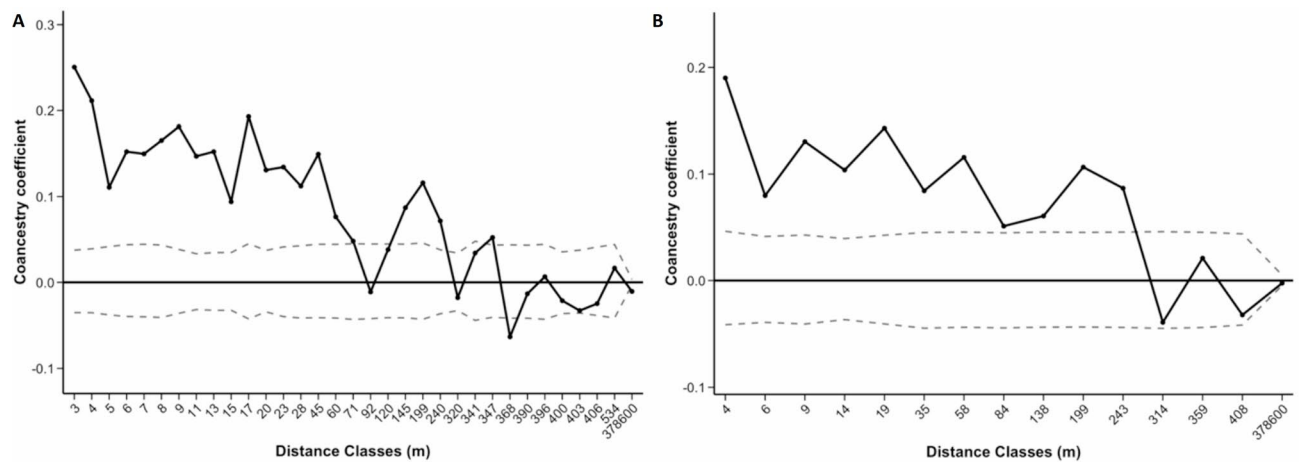 A
B
Coancestry coefficient
0.3
0.2
0.1
0.0
-0.1
3 4 5 6 7 8 9 11 13 15 17 20 23 28 45 60 71 92 120 145 199 240 320 341 347 368 390 396 400 403 406 534 378600
Distance Classes (m)
Coancestry coefficient
0.2
0.1
0.0
-0.1
4 6 9 14 19 35 58 84 138 199 243 314 359 408 378600
Distance Classes (m)